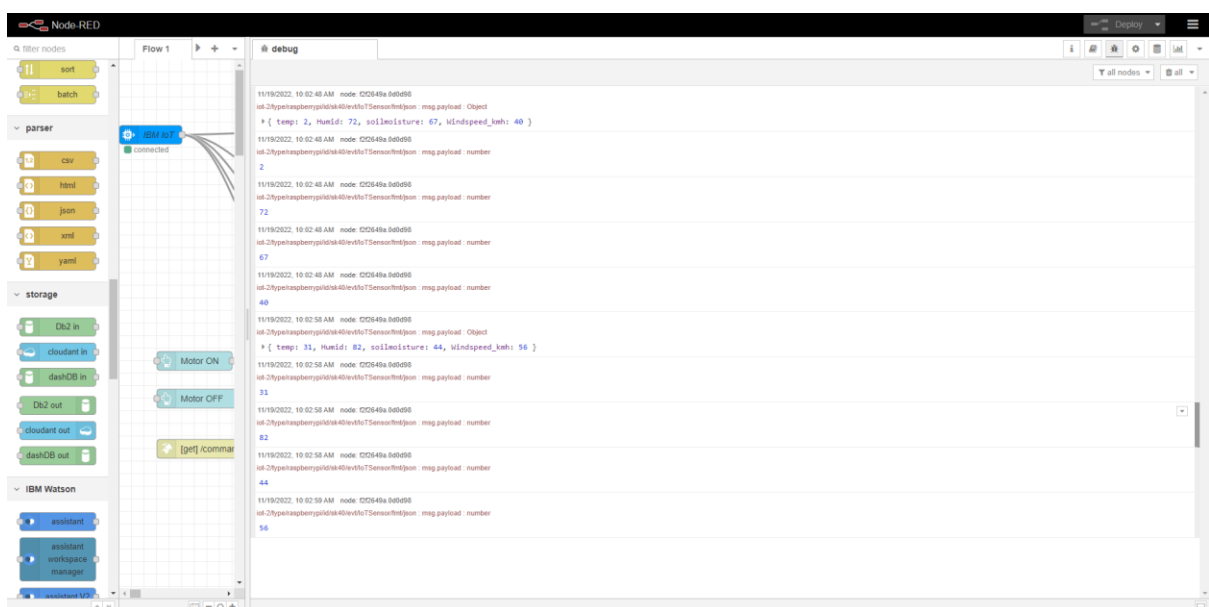 Node-RED
Deploy
filter nodes
Flow 1
debug
all nodes
all
sort
batch
parser
csv
html
json
xml
yaml
storage
Db2 in
cloudant in
dashDB in
Db2 out
cloudant out
dashDB out
IBM Watson
assistant
assistant
workspace
manager
assistant V2
IBM IoT
connected
Motor ON
Motor OFF
[get] /commar
11/19/2022, 10:02:48 AM node: f2f2649a.0d0d98
iot-2/type/raspberrypi/id/sk40/evt/IoTSensor/fmt/json : msg.payload : Object
{ temp: 2, Humid: 72, soilmoisture: 67, Windspeed_kmh: 40 }
11/19/2022, 10:02:48 AM node: f2f2649a.0d0d98
iot-2/type/raspberrypi/id/sk40/evt/IoTSensor/fmt/json : msg.payload : number
2
11/19/2022, 10:02:48 AM node: f2f2649a.0d0d98
iot-2/type/raspberrypi/id/sk40/evt/IoTSensor/fmt/json : msg.payload : number
72
11/19/2022, 10:02:48 AM node: f2f2649a.0d0d98
iot-2/type/raspberrypi/id/sk40/evt/IoTSensor/fmt/json : msg.payload : number
67
11/19/2022, 10:02:48 AM node: f2f2649a.0d0d98
iot-2/type/raspberrypi/id/sk40/evt/IoTSensor/fmt/json : msg.payload : number
40
11/19/2022, 10:02:58 AM node: f2f2649a.0d0d98
iot-2/type/raspberrypi/id/sk40/evt/IoTSensor/fmt/json : msg.payload : Object
{ temp: 31, Humid: 82, soilmoisture: 44, Windspeed_kmh: 56 }
11/19/2022, 10:02:58 AM node: f2f2649a.0d0d98
iot-2/type/raspberrypi/id/sk40/evt/IoTSensor/fmt/json : msg.payload : number
31
11/19/2022, 10:02:58 AM node: f2f2649a.0d0d98
iot-2/type/raspberrypi/id/sk40/evt/IoTSensor/fmt/json : msg.payload : number
82
11/19/2022, 10:02:58 AM node: f2f2649a.0d0d98
iot-2/type/raspberrypi/id/sk40/evt/IoTSensor/fmt/json : msg.payload : number
44
11/19/2022, 10:02:59 AM node: f2f2649a.0d0d98
iot-2/type/raspberrypi/id/sk40/evt/IoTSensor/fmt/json : msg.payload : number
56